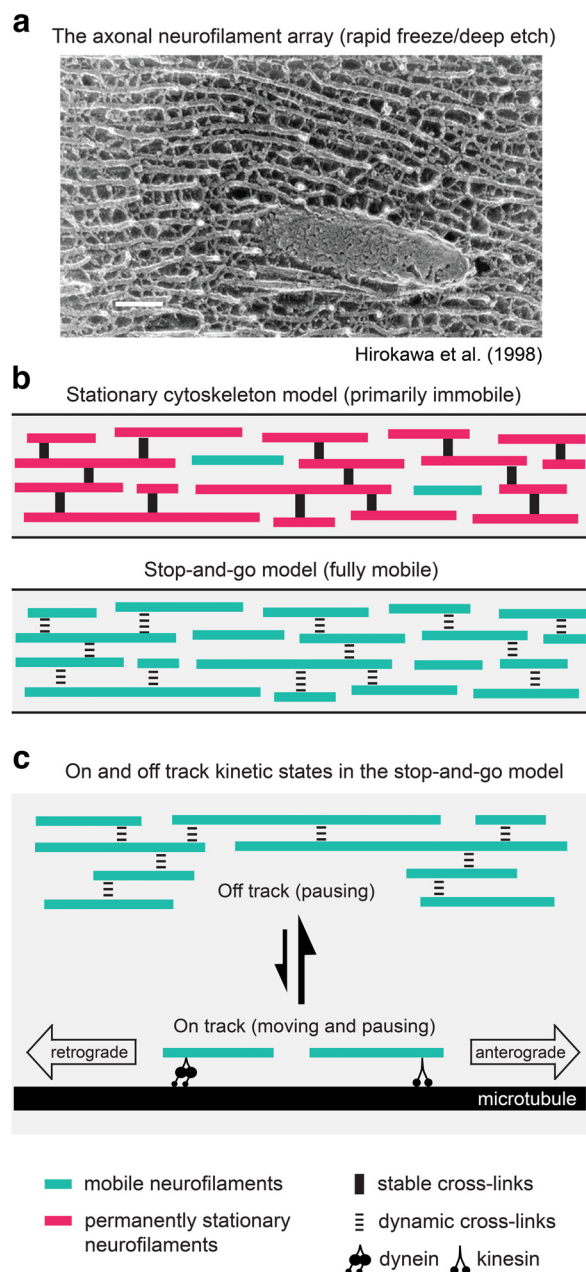 a
The axonal neurofilament array (rapid freeze/deep etch)
Hirokawa et al. (1998)
b
Stationary cytoskeleton model (primarily immobile)
Stop-and-go model (fully mobile)
c
On and off track kinetic states in the stop-and-go model
Off track (pausing)
On track (moving and pausing)
retrograde
anterograde
microtubule
mobile neurofilaments
permanently stationary
neurofilaments
stable cross-links
dynamic cross-links
dynein
kinesin